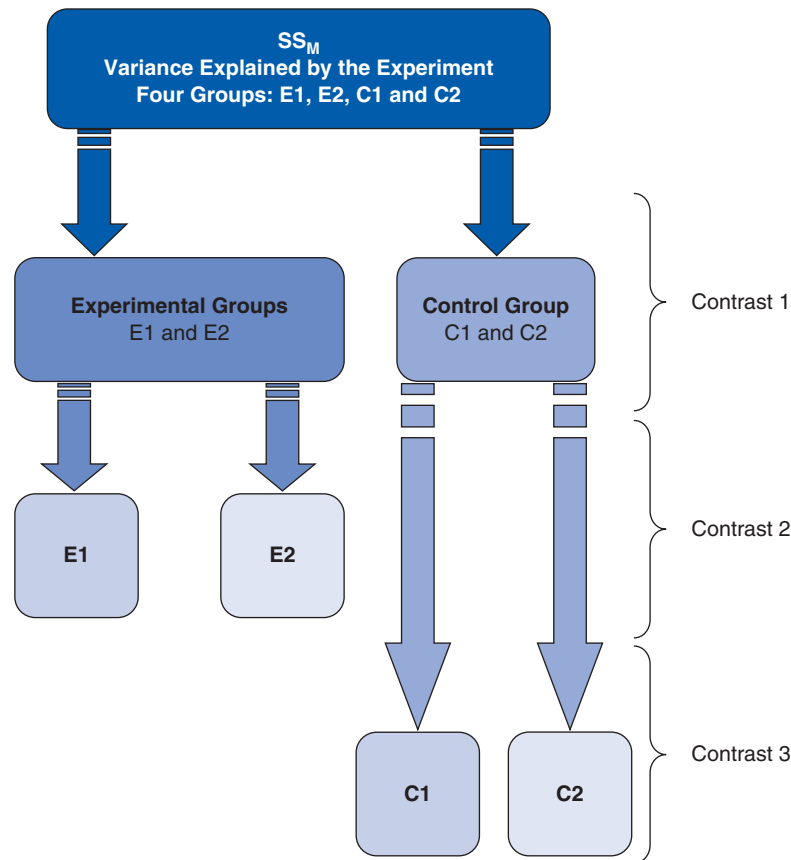 SS_M
Variance Explained by the Experiment
Four Groups: E1, E2, C1 and C2
Experimental Groups
E1 and E2
Control Group
C1 and C2
Contrast 1
E1
E2
Contrast 2
C1
C2
Contrast 3